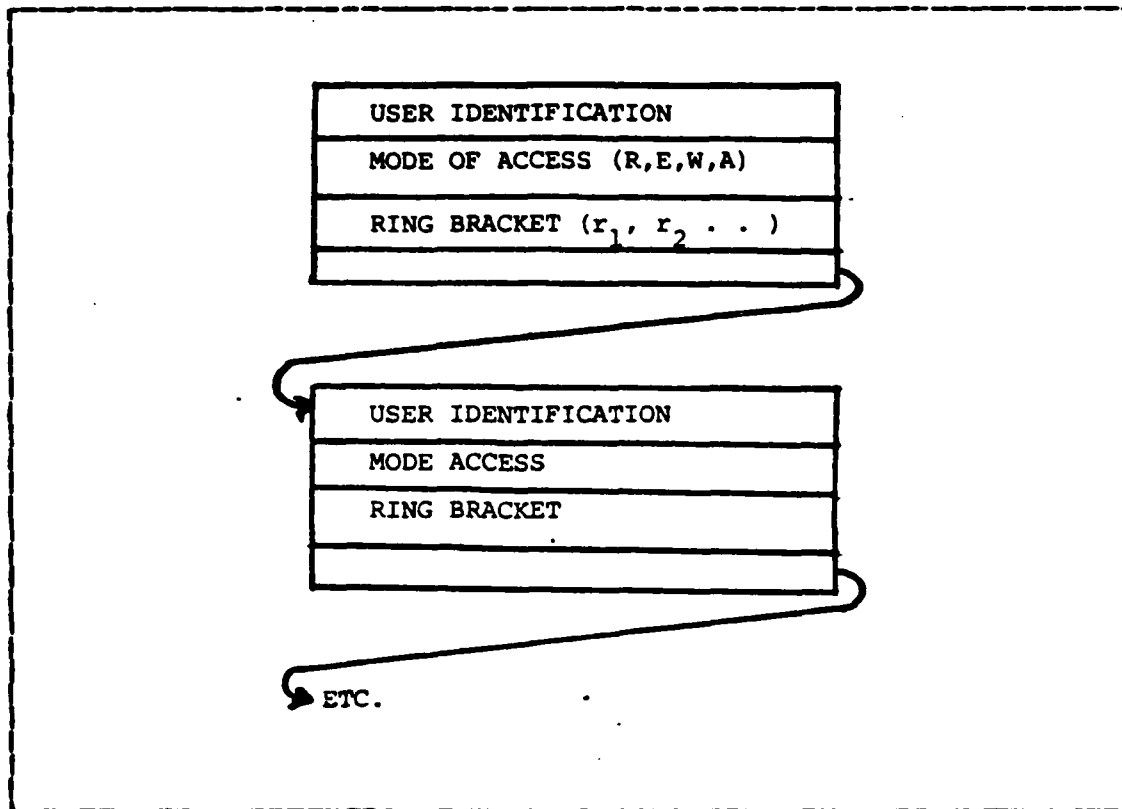 USER IDENTIFICATION
MODE OF ACCESS (R,E,W,A)
RING BRACKET (r1, r2 . . )
USER IDENTIFICATION
MODE ACCESS
RING BRACKET
ETC.